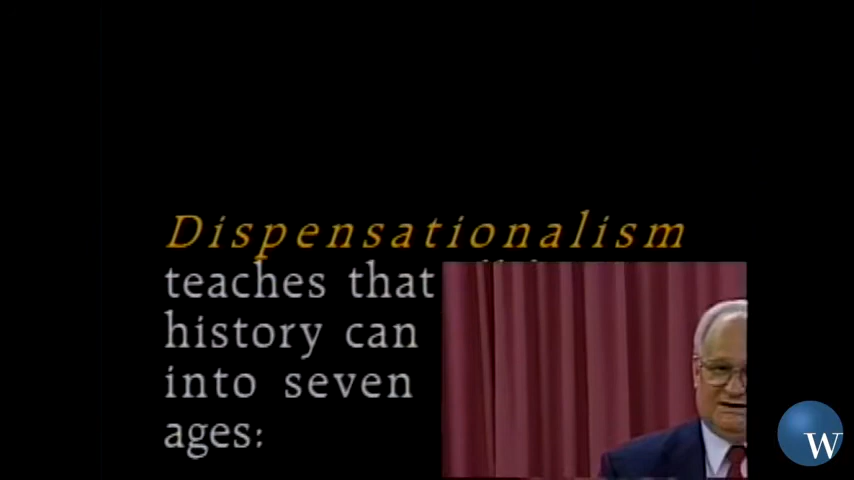 Dispensationalism
teaches that
history can
into seven
ages:
W